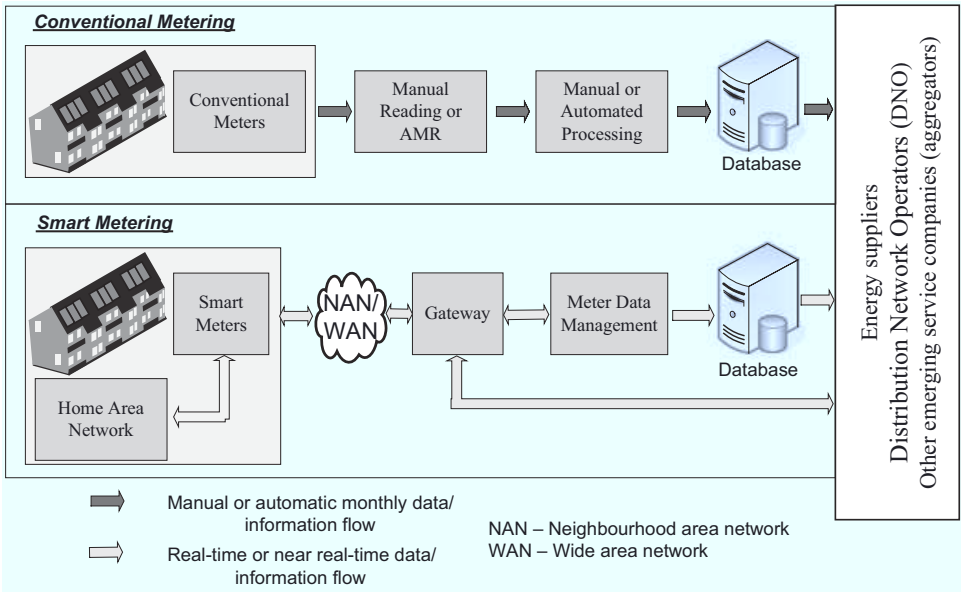 Conventional Metering
Conventional
Meters
Manual
Reading or
AMR
Manual or
Automated
Processing
Database
Smart Metering
Smart
Meters
Home Area
Network
NAN/
WAN
Gateway
Meter Data
Management
Database
Energy suppliers
Distribution Network Operators (DNO)
Other emerging service companies (aggregators)
Manual or automatic monthly data/
information flow
Real-time or near real-time data/
information flow
NAN – Neighbourhood area network
WAN – Wide area network